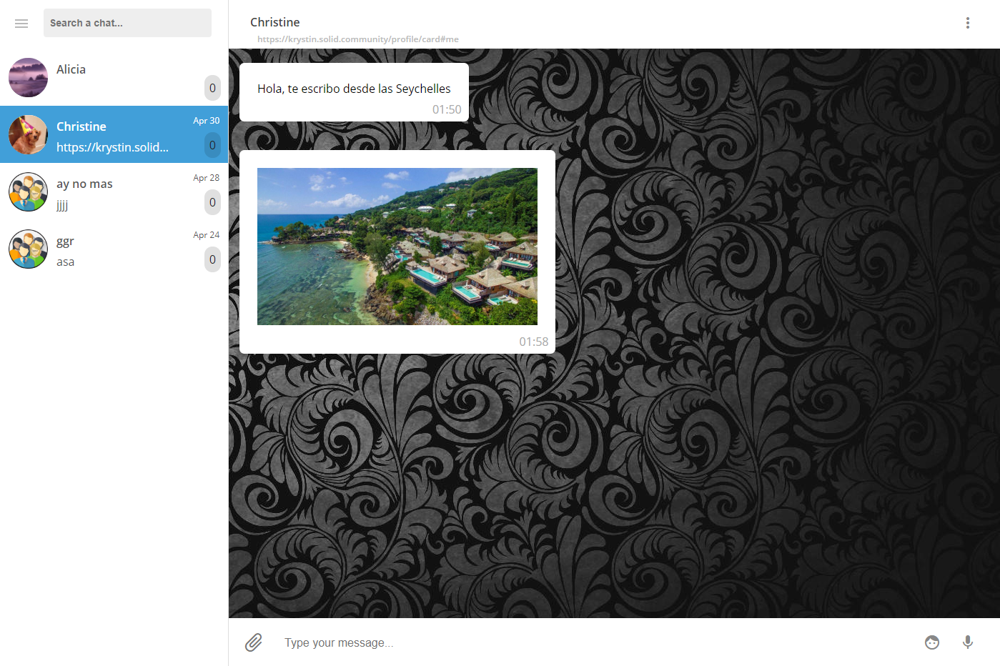 Search a chat...
Alicia
0
Christine
Apr 30
https://krystin.solid...
0
ay no mas
Apr 28
jjjj
0
ggr
Apr 24
asa
0
Christine
https://krystin.solid.community/profile/card#me
Hola, te escribo desde las Seychelles
01:50
01:58
Type your message...